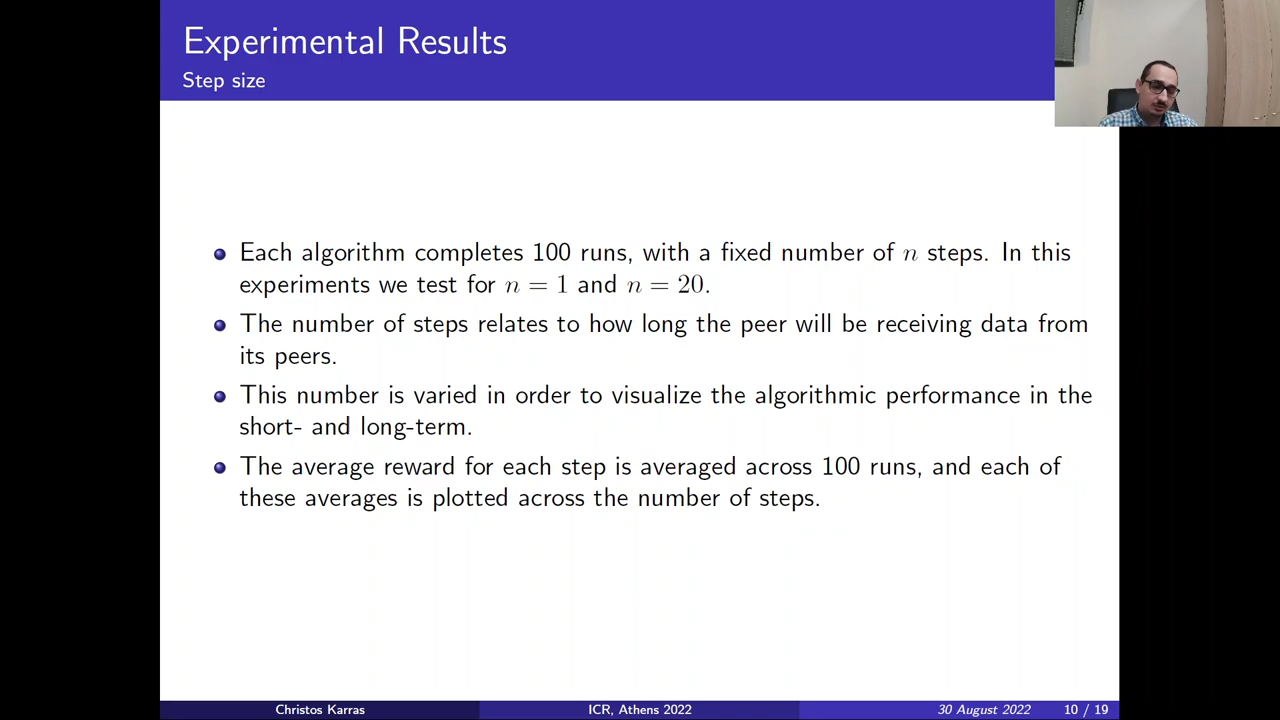 Experimental Results
Step size
Each algorithm completes 100 runs, with a fixed number of n steps. In this
experiments we test for n = 1 and n = 20.
The number of steps relates to how long the peer will be receiving data from
its peers.
This number is varied in order to visualize the algorithmic performance in the
short- and long-term.
The average reward for each step is averaged across 100 runs, and each of
these averages is plotted across the number of steps.
Christos Karras ICR, Athens 2022 30 August 2022 10 / 19